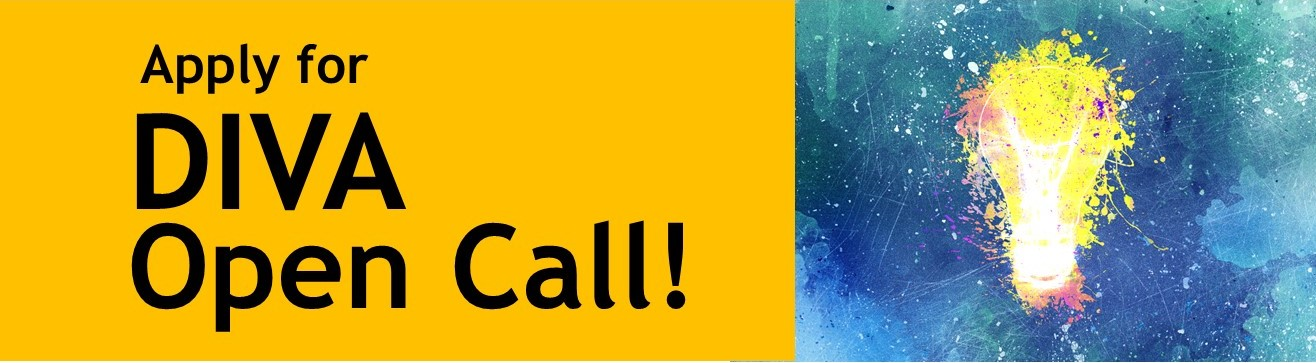 Apply for
DIVA
Open Call!